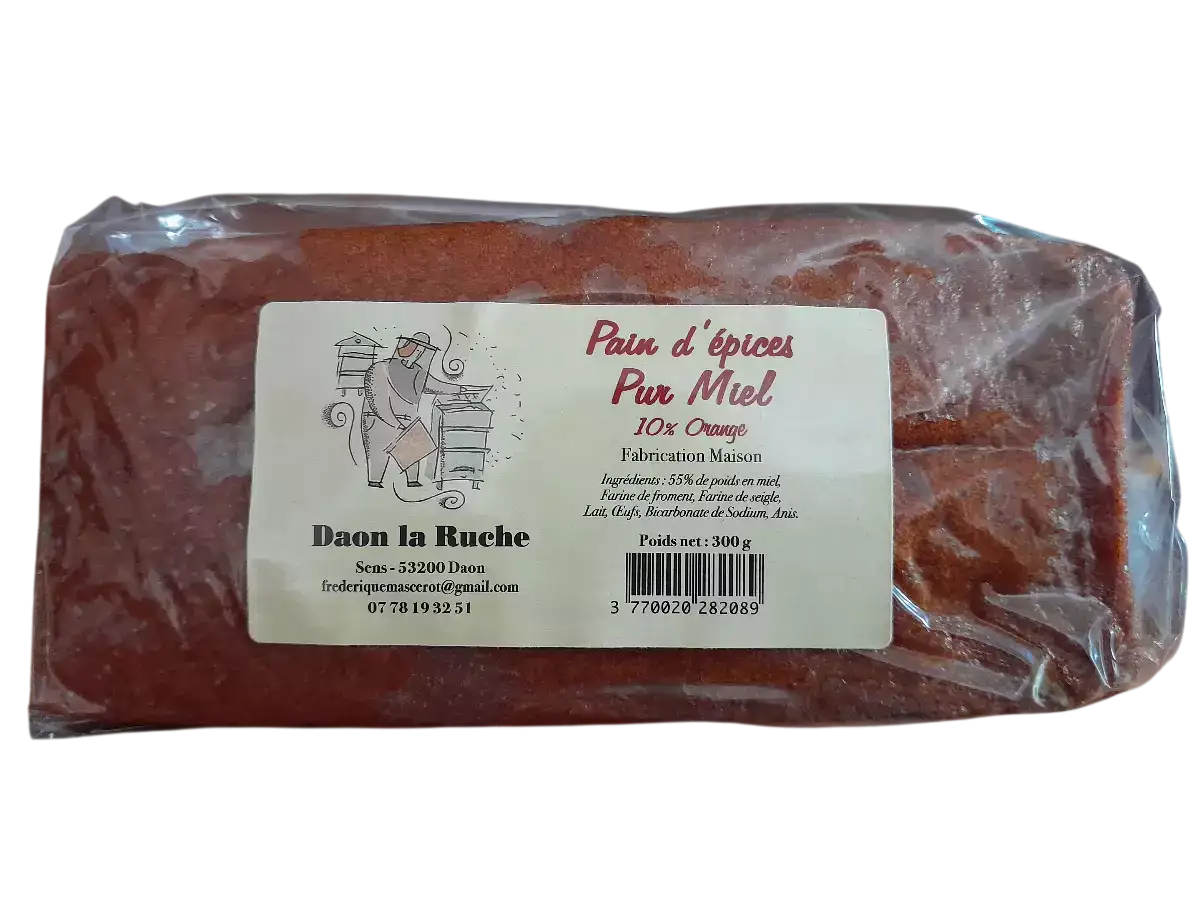 Daon la Ruche
Sens - 53200 Daon
frederiquemascerot@gmail.com
07 78 19 32 51
Pain d'épices
Pur Miel
10% Orange
Fabrication Maison
Ingrédients : 55% de poids en miel,
Farine de froment, Farine de seigle,
Lait, Œufs, Bicarbonate de Sodium, Anis.
Poids net : 300 g
3 770020 282089